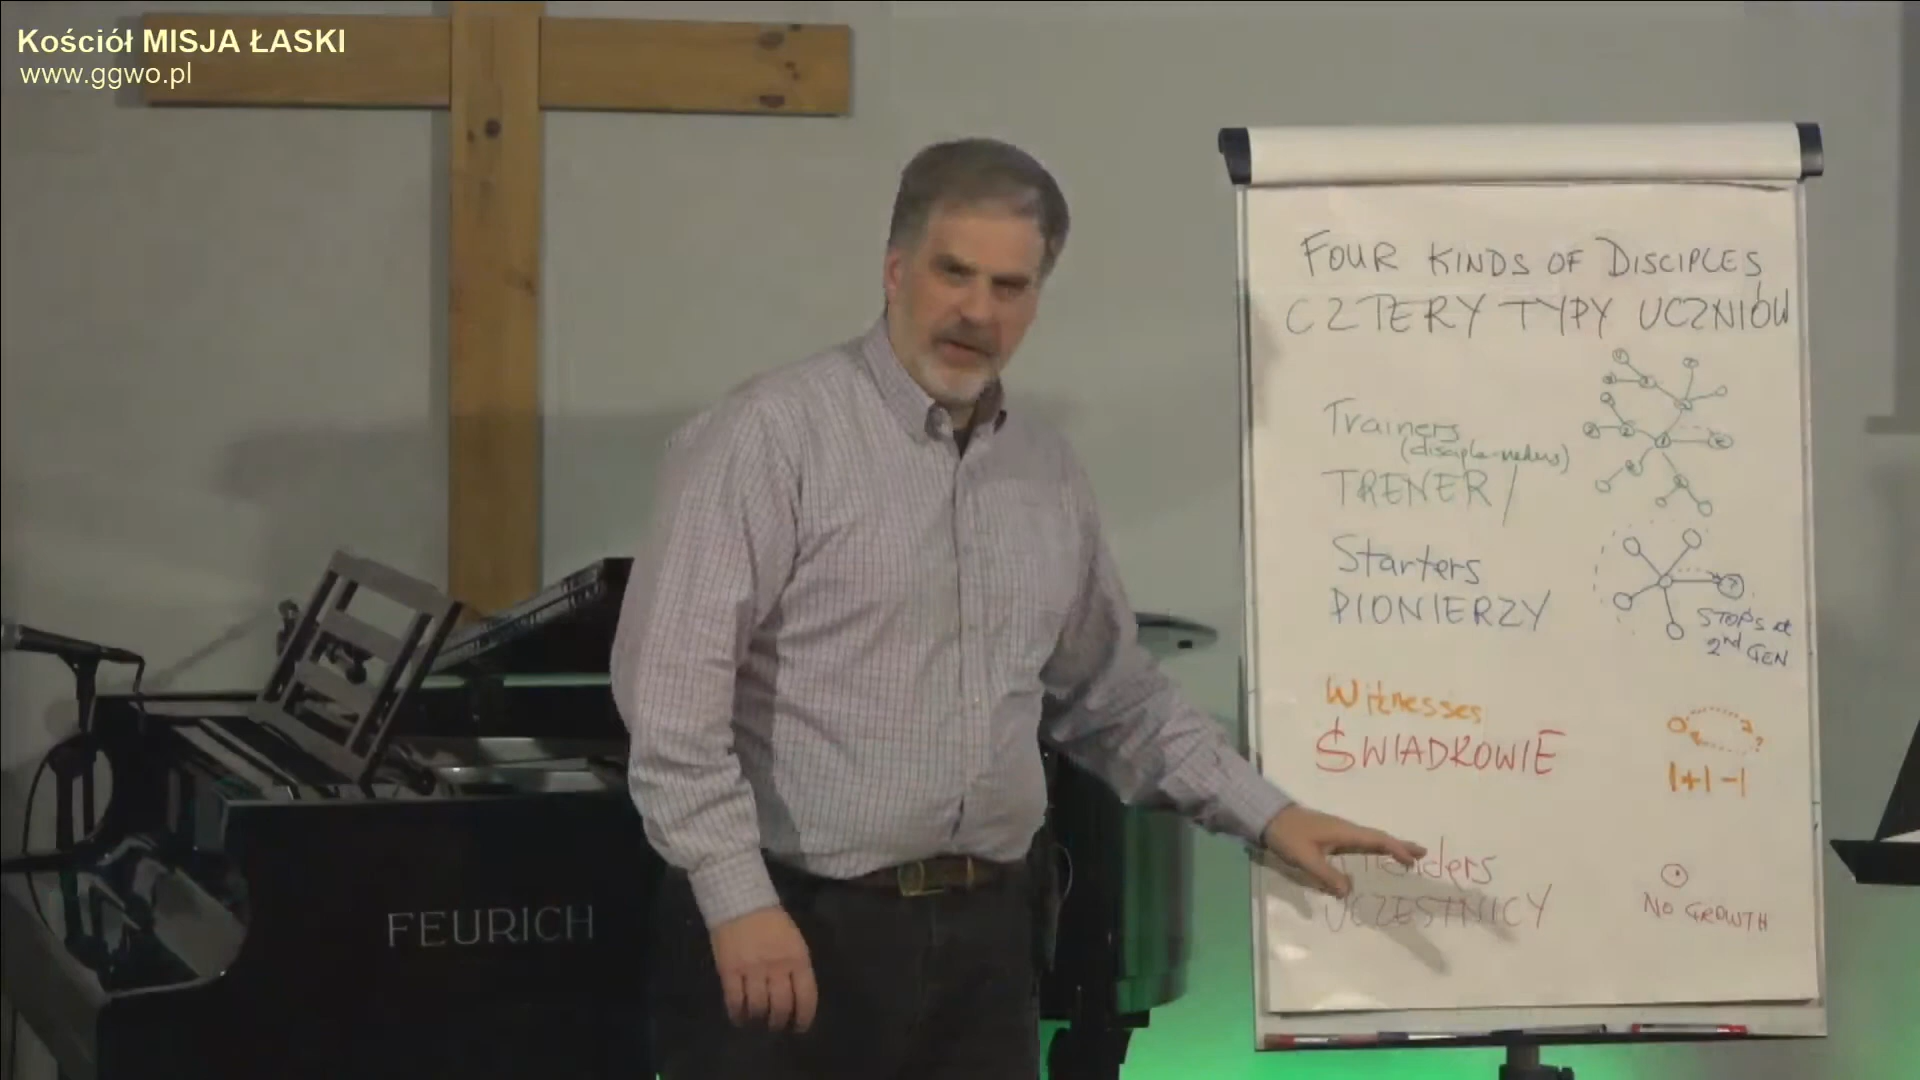 Kościół MISJA ŁASKI
www.ggwo.pl
FOUR KINDS OF DISCIPLES
CZTERY TYPY UCZNIÓW
Trainers
TRENERZY
Starters
PIONIERZY
STOPS at
2nd GEN
Witnesses
ŚWIADKOWIE
1+1-1
UCZESTNICY
NO GROWTH
FEURICH